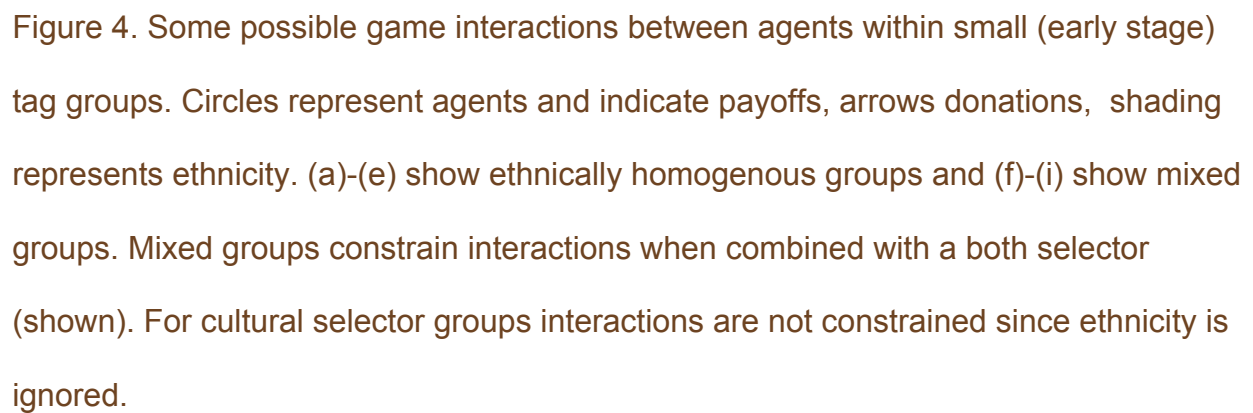 Figure 4. Some possible game interactions between agents within small (early stage)
tag groups. Circles represent agents and indicate payoffs, arrows donations,  shading
represents ethnicity. (a)-(e) show ethnically homogenous groups and (f)-(i) show mixed
groups. Mixed groups constrain interactions when combined with a both selector
(shown). For cultural selector groups interactions are not constrained since ethnicity is
ignored.